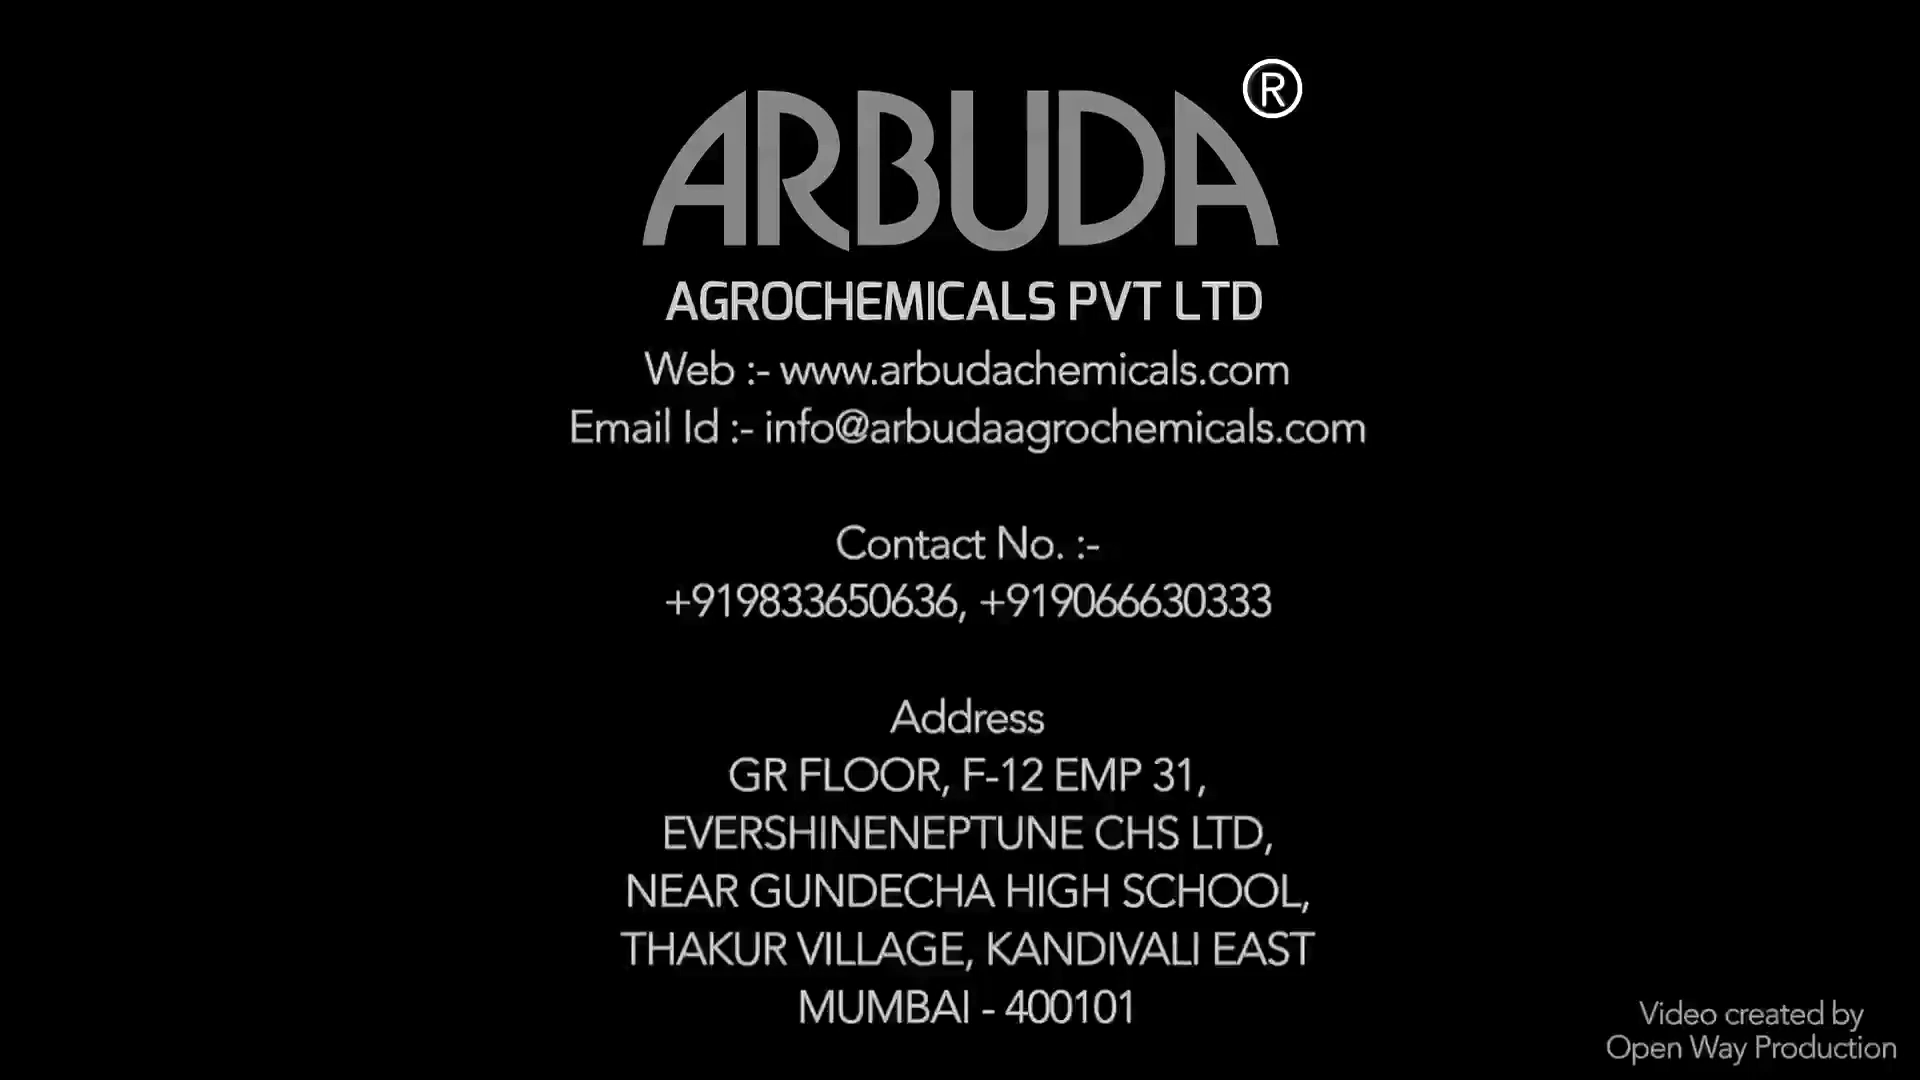 ARBUDA ®
AGROCHEMICALS PVT LTD
Web :- www.arbudachemicals.com
Email Id :- info@arbudaagrochemicals.com
Contact No. :-
+919833650636, +919066630333
Address
GR FLOOR, F-12 EMP 31,
EVERSHINENEPTUNE CHS LTD,
NEAR GUNDECHA HIGH SCHOOL,
THAKUR VILLAGE, KANDIVALI EAST
MUMBAI - 400101
Video created by
Open Way Production